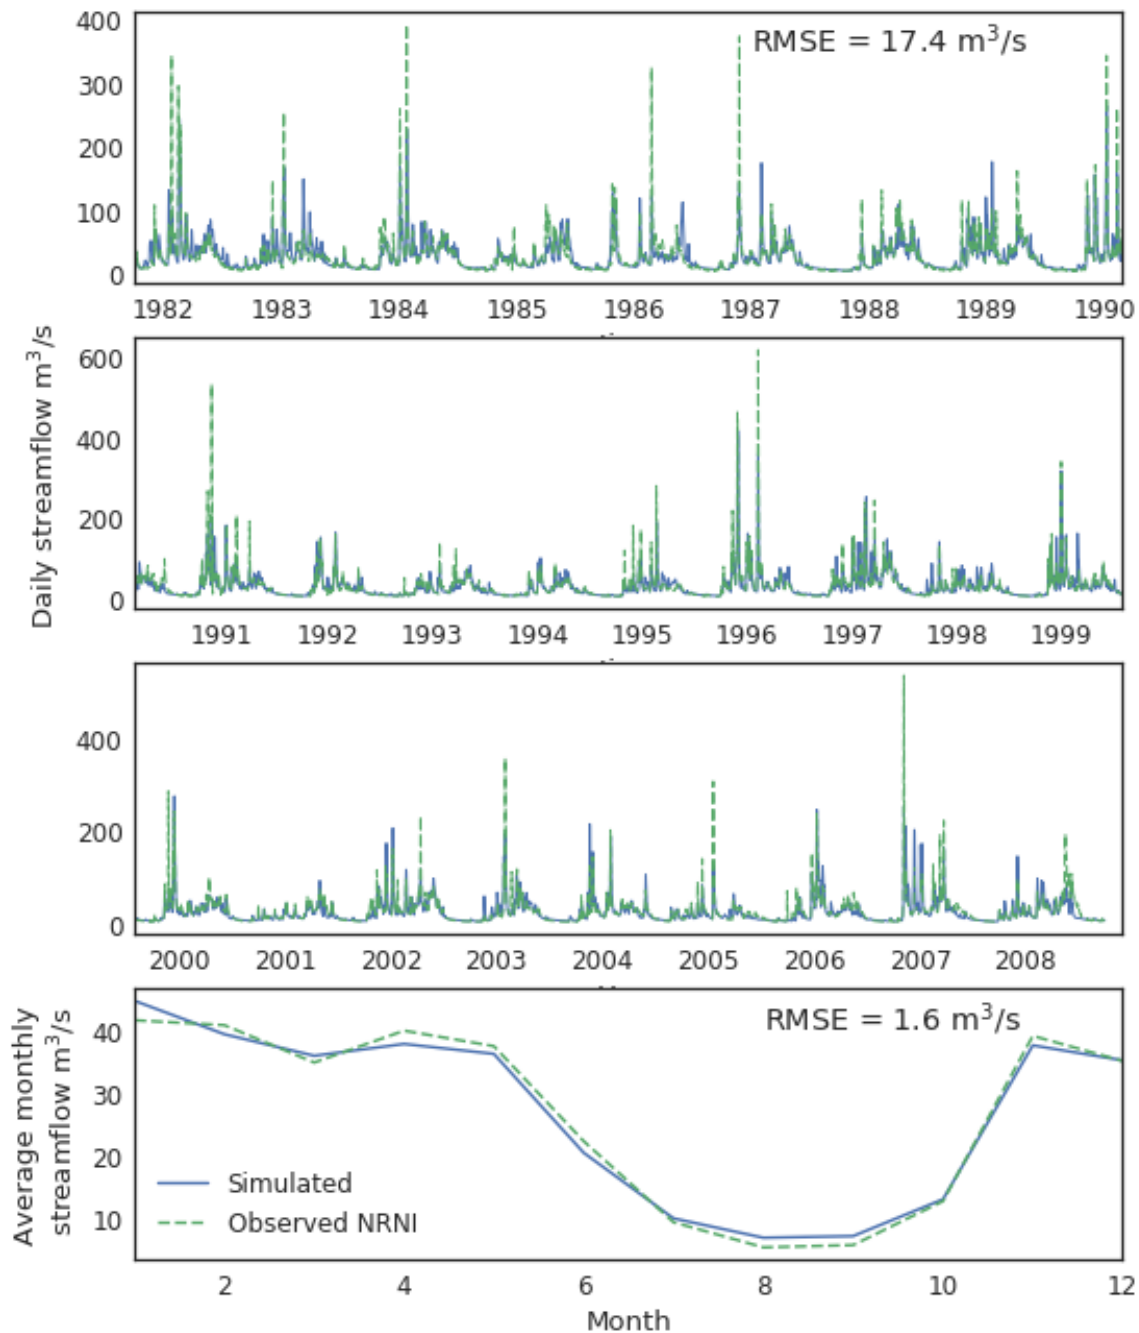 400
RMSE = 17.4 m³/s
300
200
100
0
1982 1983 1984 1985 1986 1987 1988 1989 1990
Daily streamflow m³/s
600
400
200
0
1991 1992 1993 1994 1995 1996 1997 1998 1999
400
200
0
2000 2001 2002 2003 2004 2005 2006 2007 2008
Average monthly
streamflow m³/s
RMSE = 1.6 m³/s
40
30
20
10
Simulated
Observed NRNI
2 4 6 8 10 12
Month